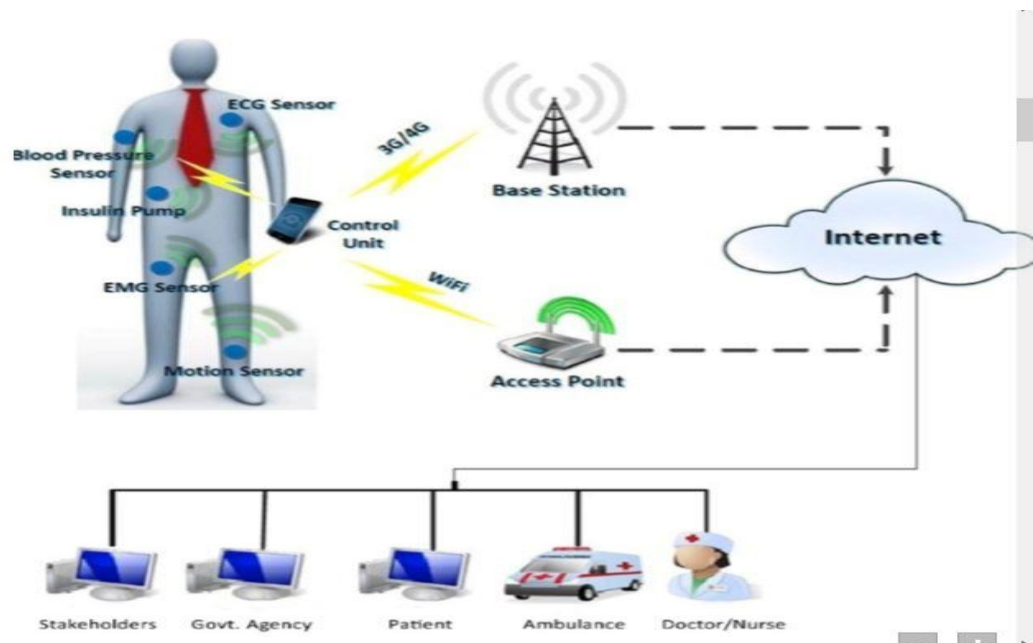 ECG Sensor
Blood Pressure
Sensor
Insulin Pump
EMG Sensor
Motion Sensor
Control
Unit
3G/4G
WiFi
Base Station
Access Point
Internet
Stakeholders
Govt. Agency
Patient
Ambulance
Doctor/Nurse